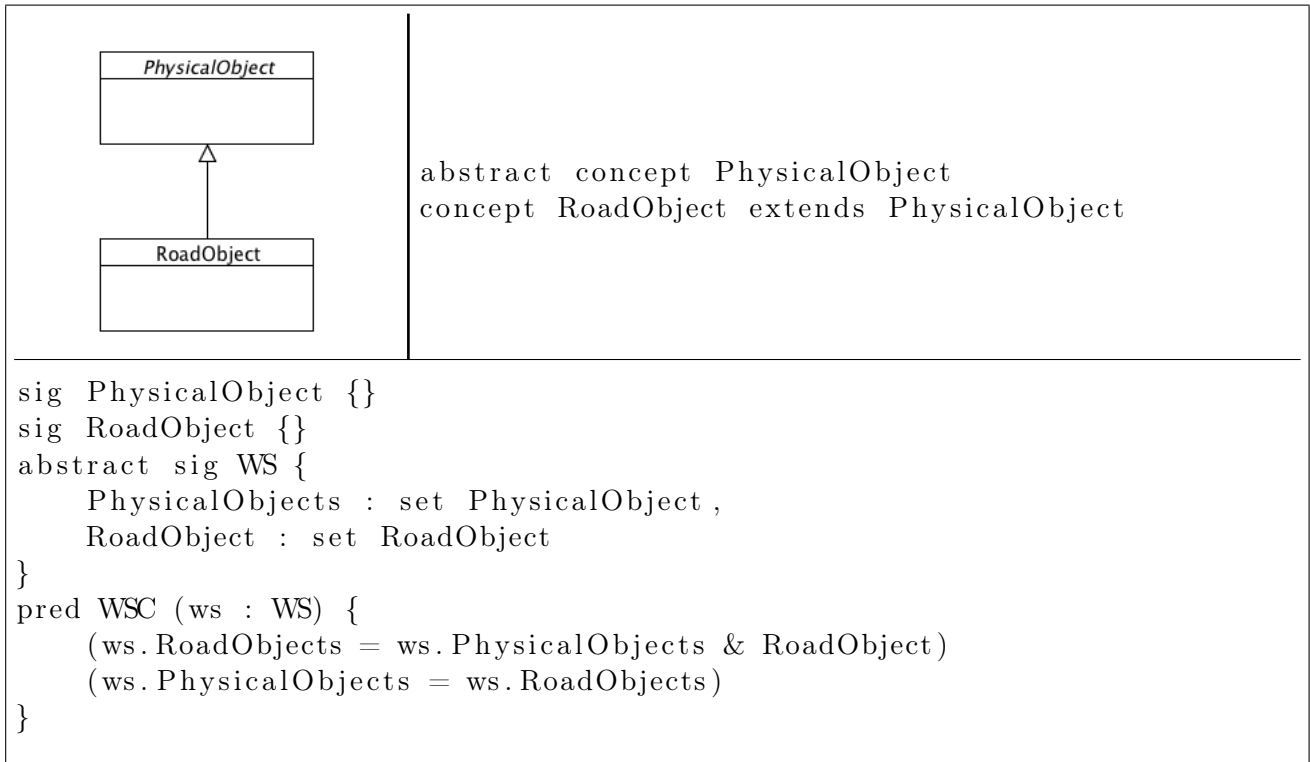 PhysicalObject
RoadObject
abstract concept PhysicalObject
concept RoadObject extends PhysicalObject
sig PhysicalObject {}
sig RoadObject {}
abstract sig WS {
PhysicalObjects : set PhysicalObject,
RoadObject : set RoadObject
}
pred WSC (ws : WS) {
(ws.RoadObjects = ws.PhysicalObjects & RoadObject)
(ws.PhysicalObjects = ws.RoadObjects)
}